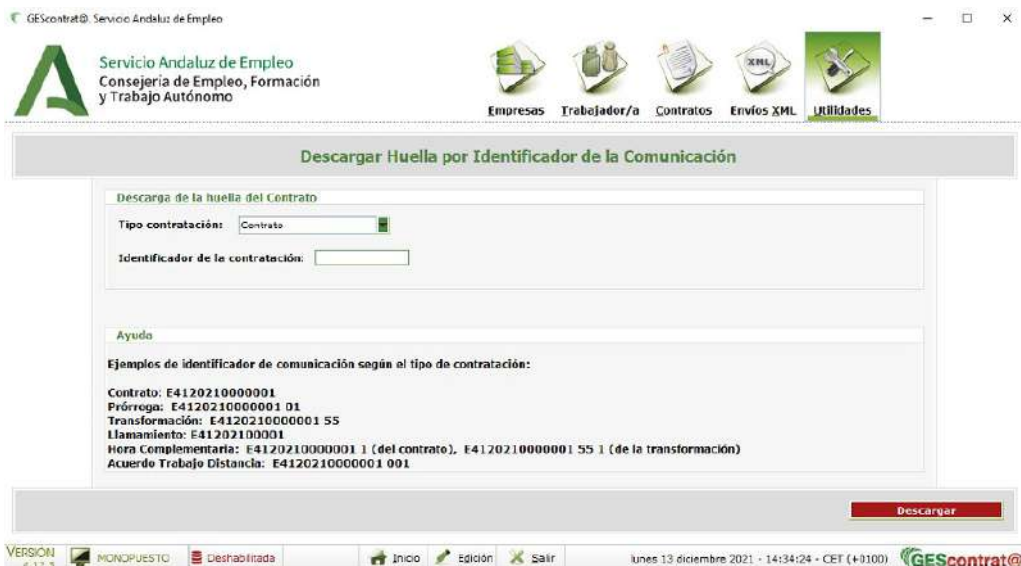 GEScontrat@. Servicio Andaluz de Empleo
Servicio Andaluz de Empleo
Consejería de Empleo, Formación
y Trabajo Autónomo
Empresas Trabajador/a Contratos Envíos XML Utilidades
XML
Descargar Huella por Identificador de la Comunicación
Descarga de la huella del Contrato
Tipo contratación: Contrato
Identificador de la contratación:
Ayuda
Ejemplos de identificador de comunicación según el tipo de contratación:
Contrato: E4120210000001
Prórroga: E4120210000001 01
Transformación: E4120210000001 55
Llamamiento: E41202100001
Hora Complementaria: E4120210000001 1 (del contrato), E4120210000001 55 1 (de la transformación)
Acuerdo Trabajo Distancia: E4120210000001 001
Descargar
VERSIÓN
MONOPUESTO Deshabilitada Inicio Edición Salir lunes 13 diciembre 2021 - 14:34:24 - CET (+0100) GEScontrat@